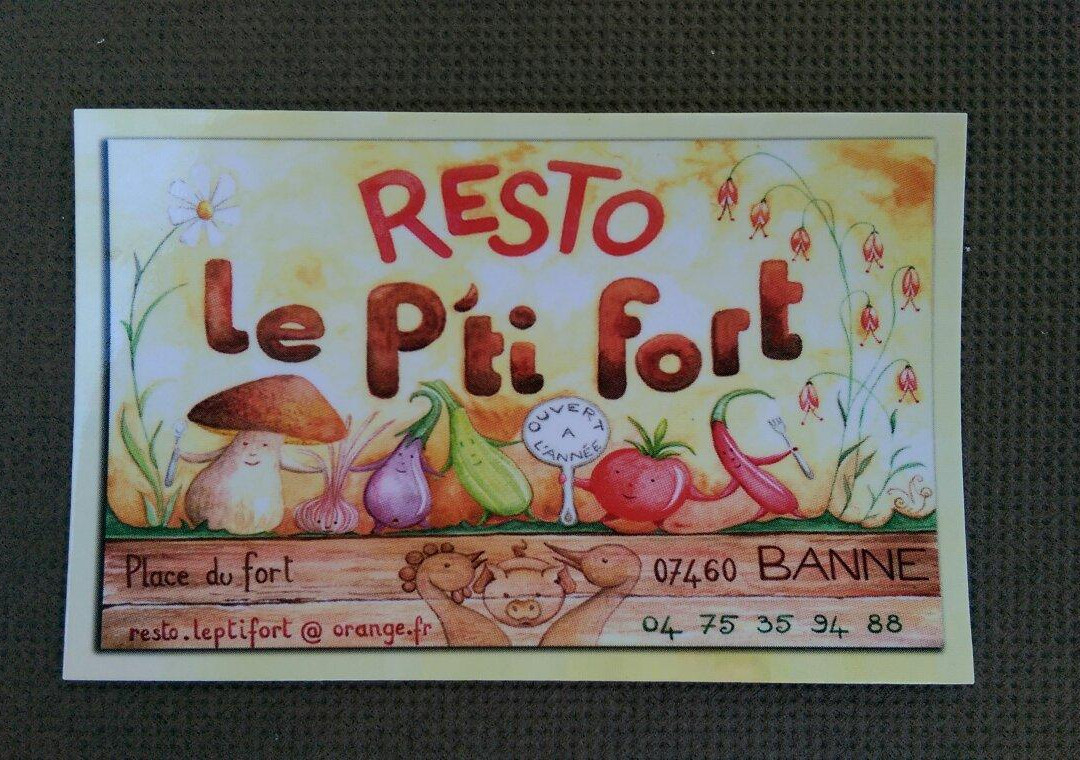 RESTO
Le P'ti fort
OUVERT
A
L'ANNÉE
Place du fort
07460 BANNE
resto.leptifort @ orange.fr
04 75 35 94 88